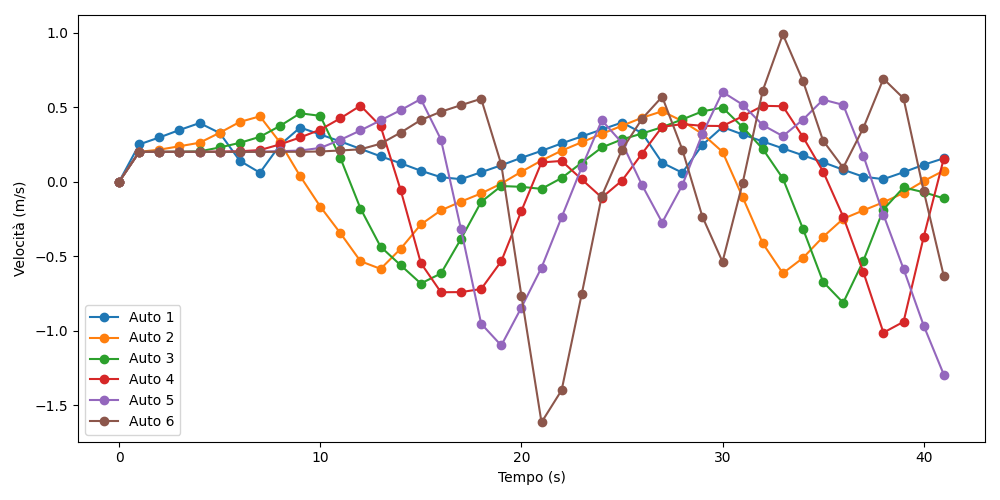 1.0
0.5
0.0
−0.5
−1.0
−1.5
Velocità (m/s)
Auto 1
Auto 2
Auto 3
Auto 4
Auto 5
Auto 6
0 10 20 30 40
Tempo (s)